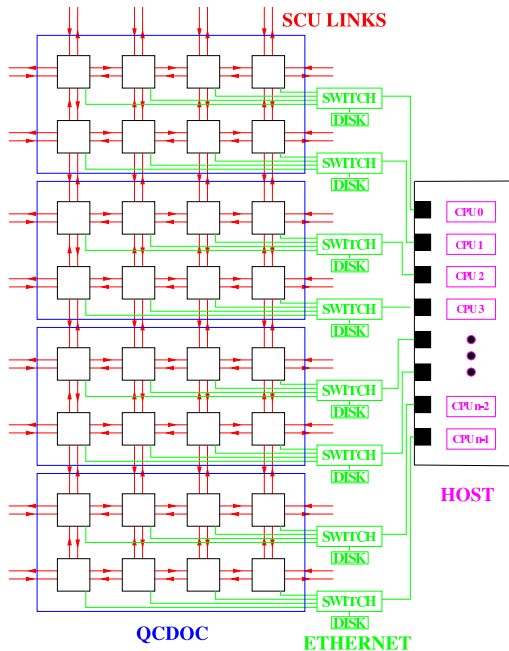 SCU LINKS
SWITCH
DISK
SWITCH
DISK
CPU 0
CPU 1
SWITCH
DISK
CPU 2
SWITCH
DISK
CPU 3
SWITCH
DISK
CPU n-2
SWITCH
DISK
CPU n-1
HOST
SWITCH
DISK
SWITCH
DISK
QCDOC
ETHERNET